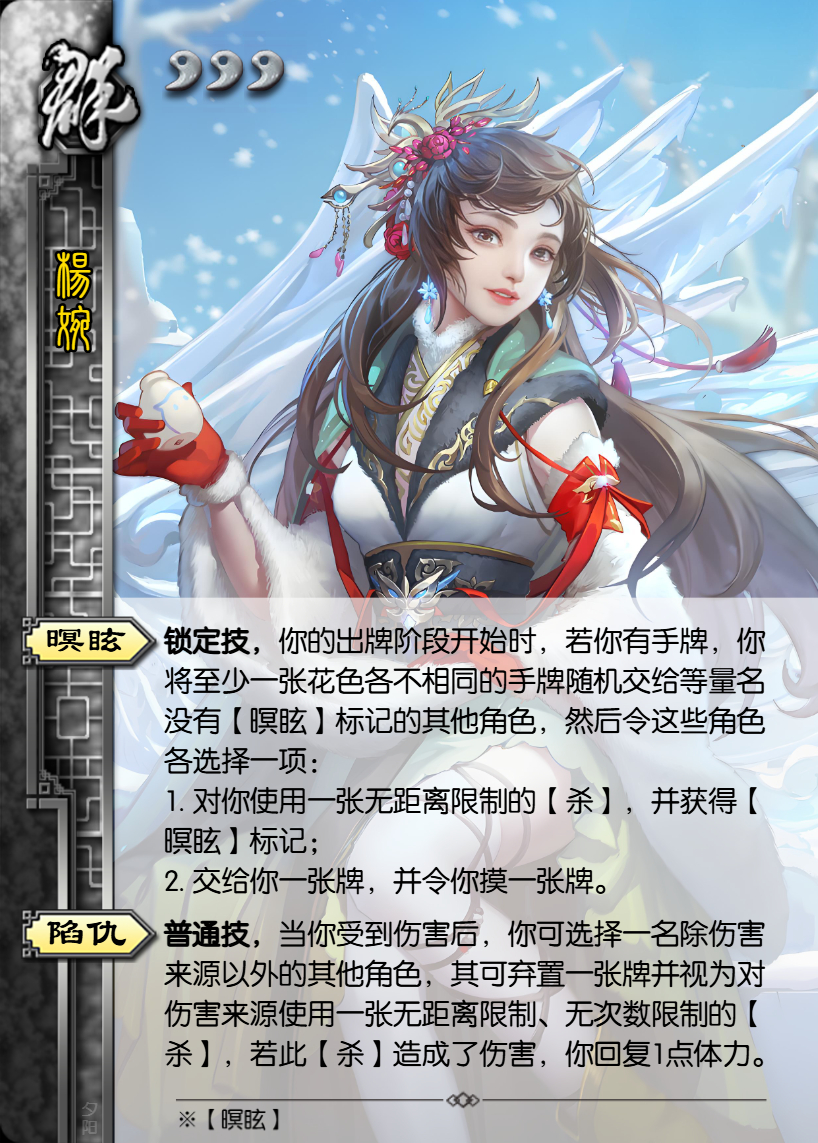 群
楊婉
暝眩
锁定技，你的出牌阶段开始时，若你有手牌，你
将至少一张花色各不相同的手牌随机交给等量名
没有【暝眩】标记的其他角色，然后令这些角色
各选择一项：
1. 对你使用一张无距离限制的【杀】，并获得【
暝眩】标记；
2. 交给你一张牌，并令你摸一张牌。
陷仇
普通技，当你受到伤害后，你可选择一名除伤害
来源以外的其他角色，其可弃置一张牌并视为对
伤害来源使用一张无距离限制、无次数限制的【
杀】，若此【杀】造成了伤害，你回复1点体力。
※【暝眩】
夕阳